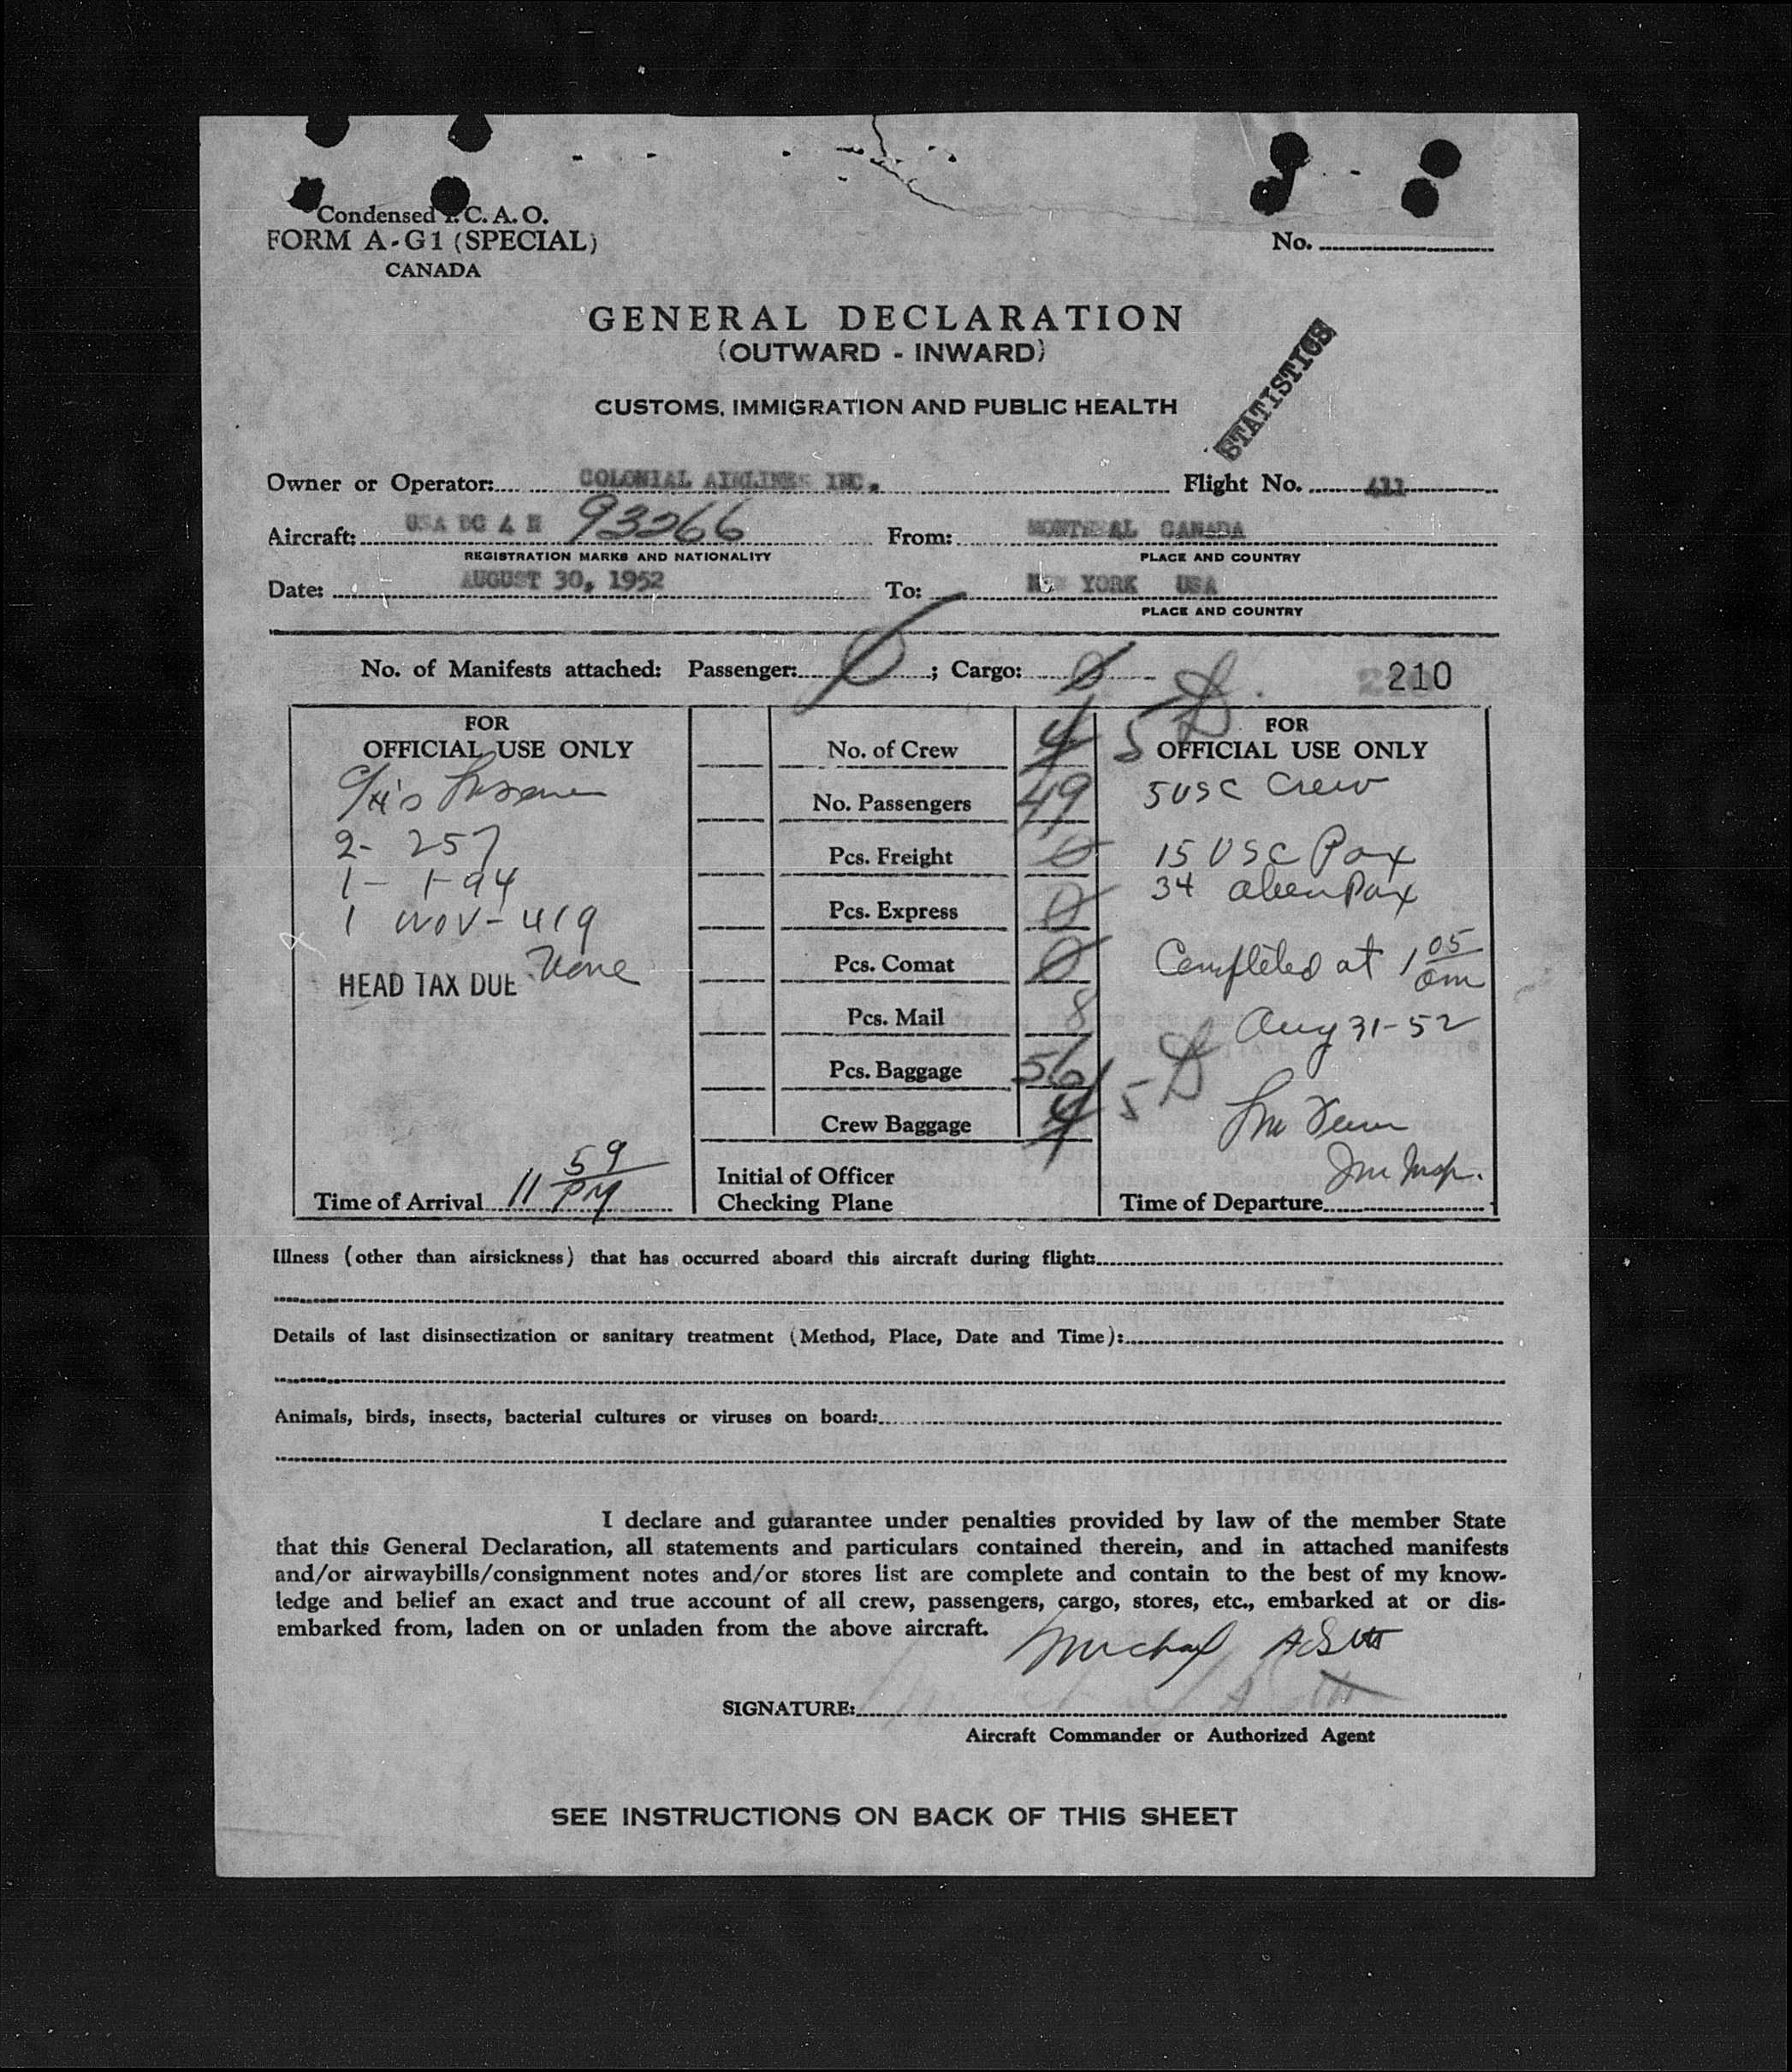 Condensed I. C. A. O.
FORM A-G1 (SPECIAL)
CANADA
No.
GENERAL DECLARATION
(OUTWARD - INWARD)
STATISTICS
CUSTOMS, IMMIGRATION AND PUBLIC HEALTH
Owner or Operator: COLONIAL AIRLINES INC. Flight No. 411
Aircraft: USA DC 4 N 93266 From: MONTREAL CANADA
REGISTRATION MARKS AND NATIONALITY PLACE AND COUNTRY
Date: AUGUST 30, 1952 To: NEW YORK USA
PLACE AND COUNTRY
No. of Manifests attached: Passenger: 0; Cargo: 0
210
FOR
OFFICIAL USE ONLY
2- 257
1- 1-94
1 NOV- 419
HEAD TAX DUE None
Time of Arrival 11 59 PM
No. of Crew 4 5
No. Passengers 49
Pcs. Freight 0
Pcs. Express 0
Pcs. Comat 0
Pcs. Mail 8
Pcs. Baggage 56
Crew Baggage 4 5
Initial of Officer
Checking Plane
FOR
OFFICIAL USE ONLY
5 USC Crew
15 USC Pax
34 alien Pax
Completed at 1 05 am
Aug 31-52
Im Insp.
Time of Departure
Illness (other than airsickness) that has occurred aboard this aircraft during flight:
Details of last disinsectization or sanitary treatment (Method, Place, Date and Time):
Animals, birds, insects, bacterial cultures or viruses on board:
I declare and guarantee under penalties provided by law of the member State
that this General Declaration, all statements and particulars contained therein, and in attached manifests
and/or airwaybills/consignment notes and/or stores list are complete and contain to the best of my know-
ledge and belief an exact and true account of all crew, passengers, cargo, stores, etc., embarked at or dis-
embarked from, laden on or unladen from the above aircraft.
SIGNATURE:
Aircraft Commander or Authorized Agent
SEE INSTRUCTIONS ON BACK OF THIS SHEET